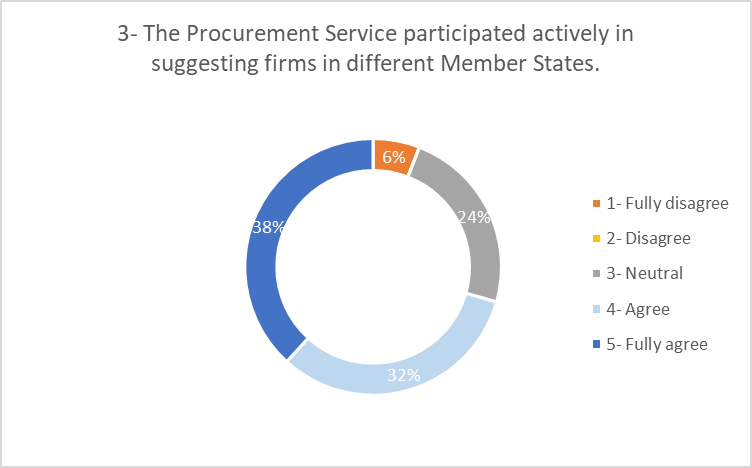 3- The Procurement Service participated actively in
suggesting firms in different Member States.
6%
24%
38%
32%
1- Fully disagree
2- Disagree
3- Neutral
4- Agree
5- Fully agree